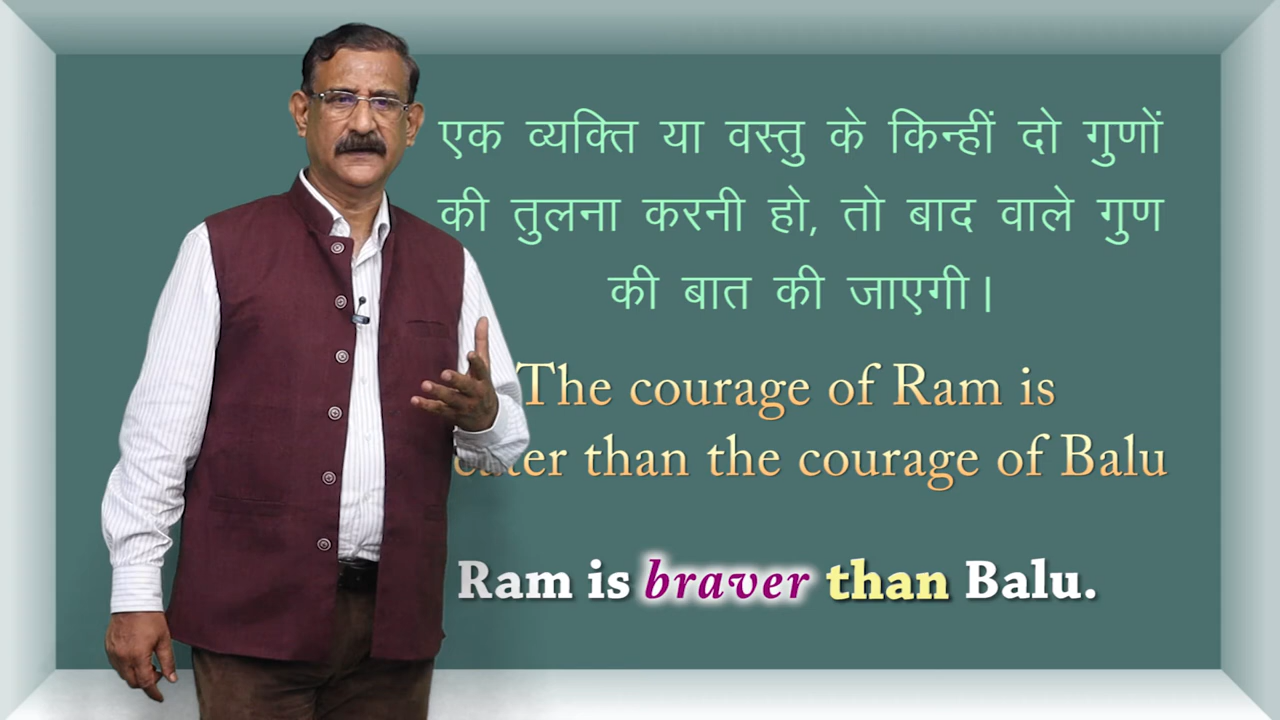 एक व्यक्ति या वस्तु के किन्हीं दो गुणों
की तुलना करनी हो, तो बाद वाले गुण
की बात की जाएगी।
The courage of Ram is
than the courage of Balu
Ram is braver than Balu.